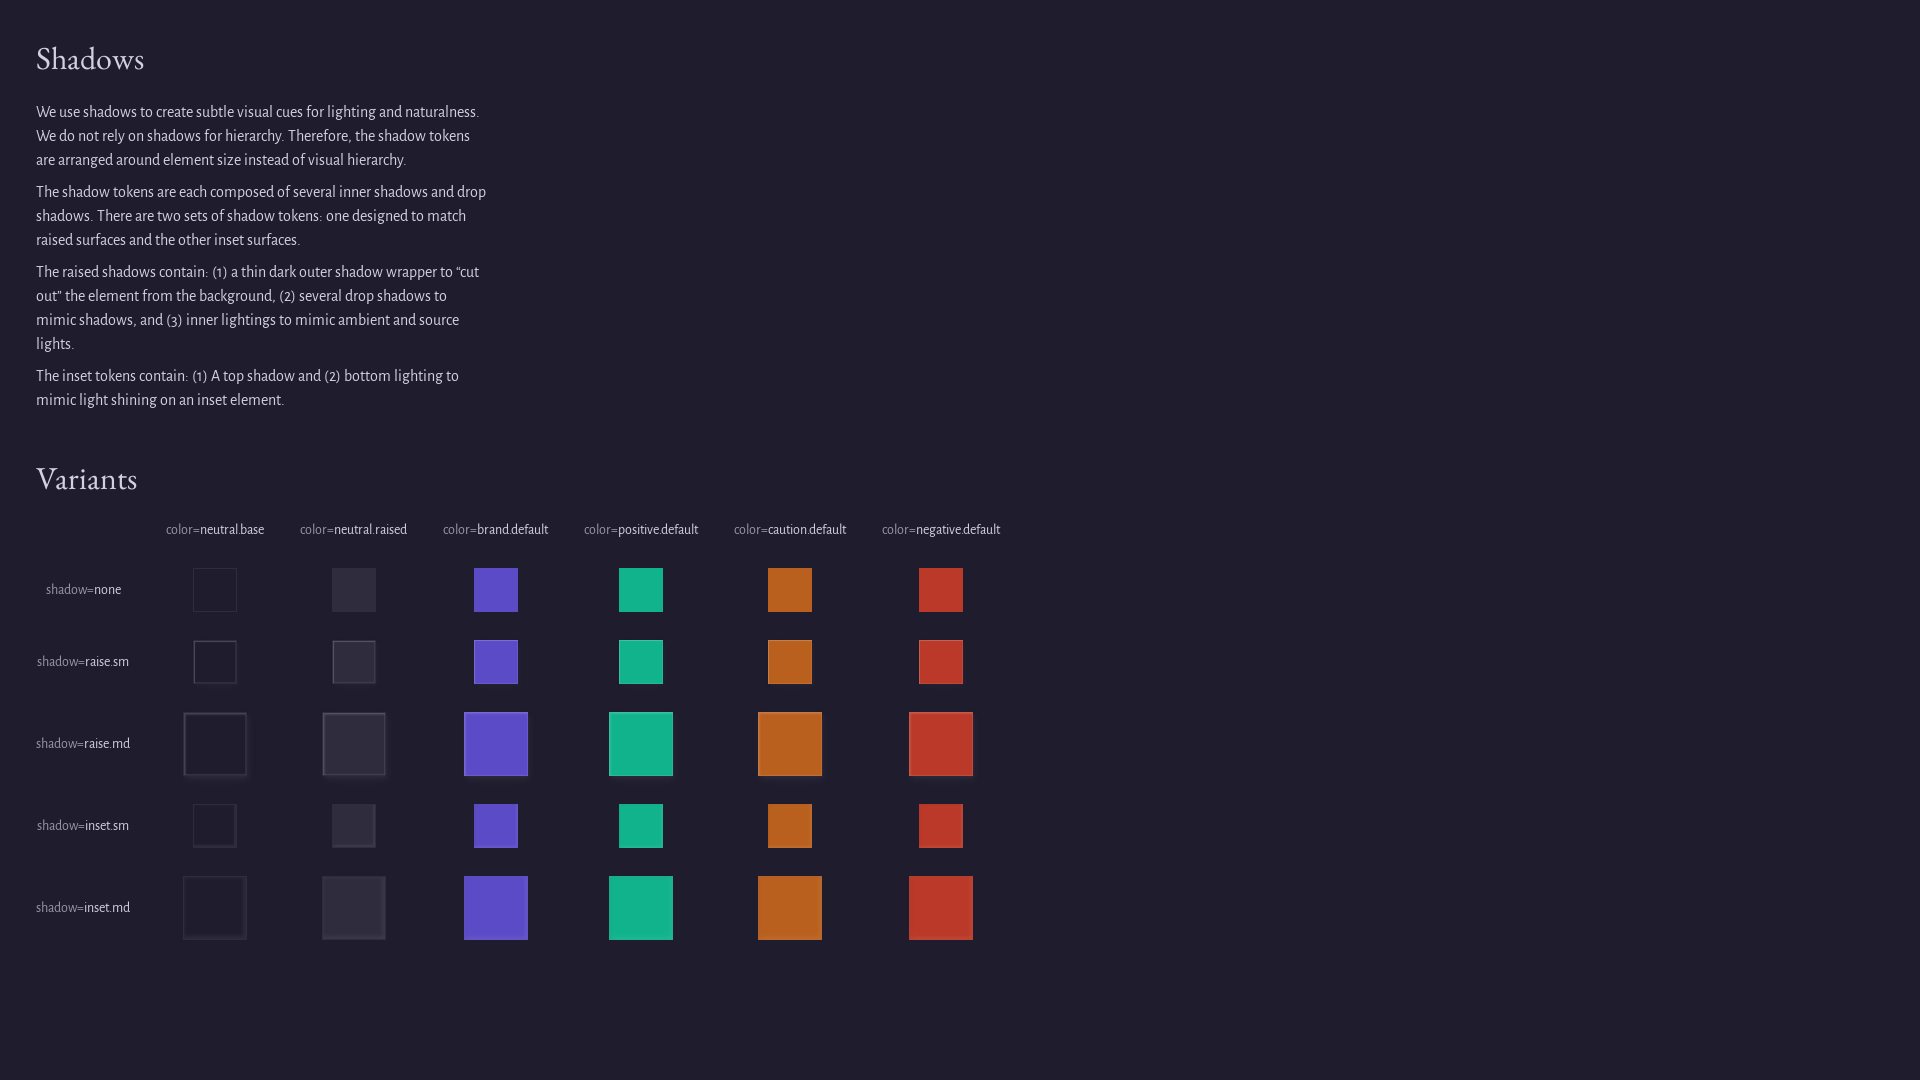 Shadows
We use shadows to create subtle visual cues for lighting and naturalness.
We do not rely on shadows for hierarchy. Therefore, the shadow tokens
are arranged around element size instead of visual hierarchy.
The shadow tokens are each composed of several inner shadows and drop
shadows. There are two sets of shadow tokens: one designed to match
raised surfaces and the other inset surfaces.
The raised shadows contain: (1) a thin dark outer shadow wrapper to “cut
out” the element from the background, (2) several drop shadows to
mimic shadows, and (3) inner lightings to mimic ambient and source
lights.
The inset tokens contain: (1) A top shadow and (2) bottom lighting to
mimic light shining on an inset element.
Variants
color=neutral.base color=neutral.raised color=brand.default color=positive.default color=caution.default color=negative.default
shadow=none
shadow=raise.sm
shadow=raise.md
shadow=inset.sm
shadow=inset.md